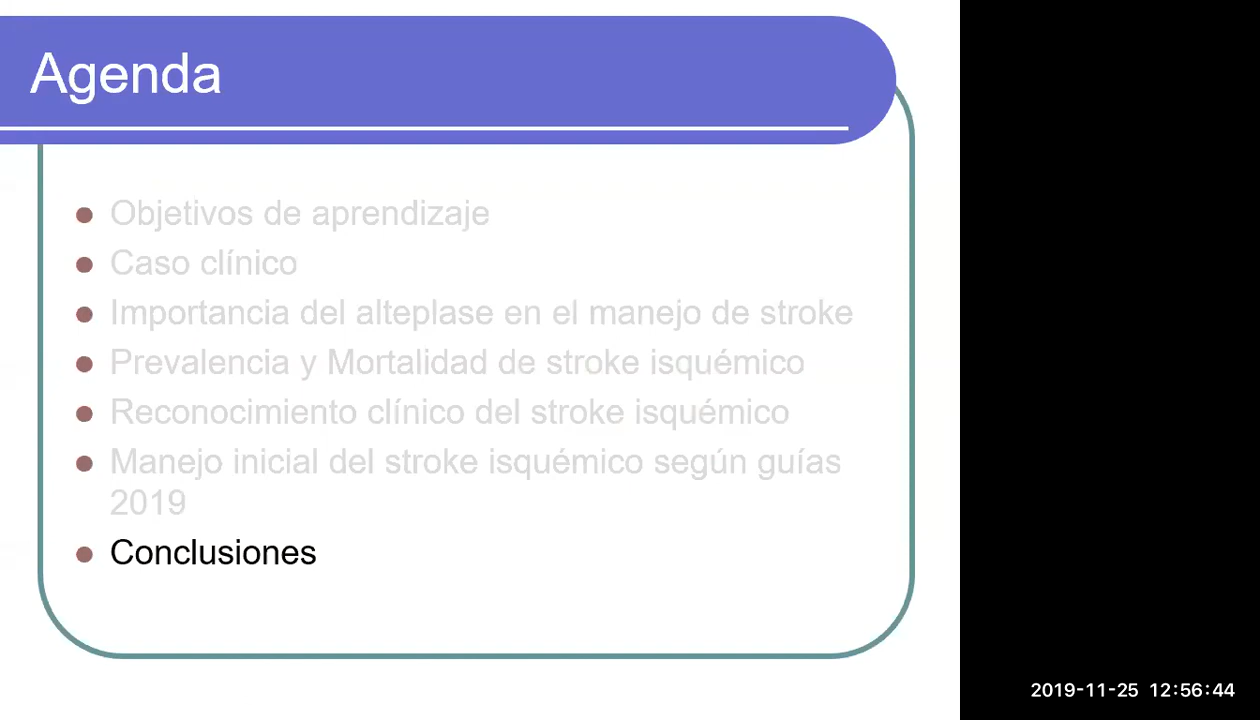 Agenda
Objetivos de aprendizaje
Caso clínico
Importancia del alteplase en el manejo de stroke
Prevalencia y Mortalidad de stroke isquémico
Reconocimiento clínico del stroke isquémico
Manejo inicial del stroke isquémico según guías
2019
Conclusiones
2019-11-25 12:56:44